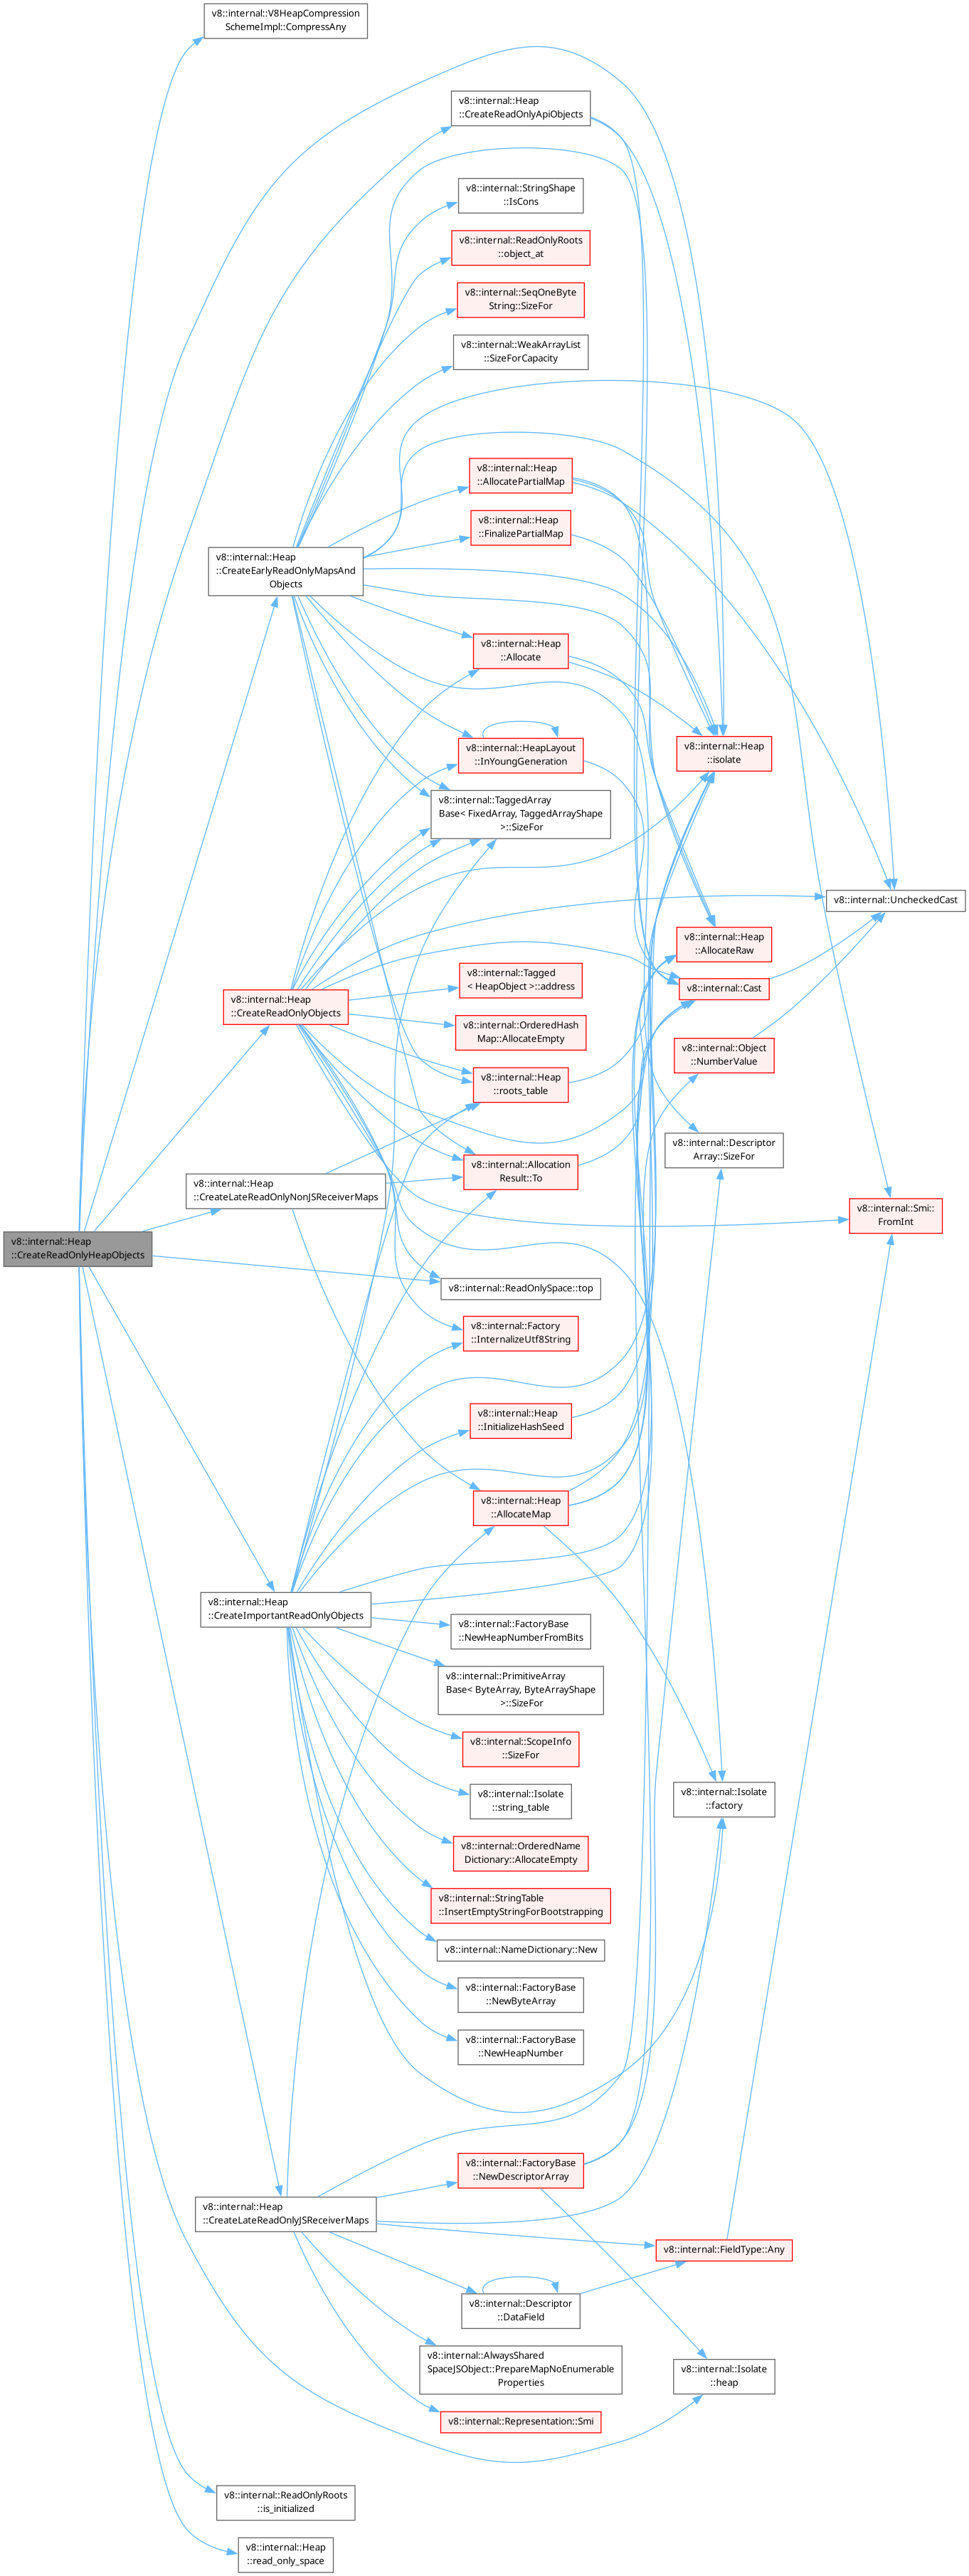 v8::internal::V8HeapCompression
SchemeImpl::CompressAny
v8::internal::Heap
::CreateReadOnlyApiObjects
v8::internal::StringShape
::IsCons
v8::internal::ReadOnlyRoots
::object_at
v8::internal::SeqOneByte
String::SizeFor
v8::internal::WeakArrayList
::SizeForCapacity
v8::internal::Heap
::AllocatePartialMap
v8::internal::Heap
::FinalizePartialMap
v8::internal::Heap
::CreateEarlyReadOnlyMapsAnd
Objects
v8::internal::Heap
::Allocate
v8::internal::HeapLayout
::InYoungGeneration
v8::internal::Heap
::isolate
v8::internal::TaggedArray
Base< FixedArray, TaggedArrayShape
>::SizeFor
v8::internal::UncheckedCast
v8::internal::Heap
::AllocateRaw
v8::internal::Tagged
< HeapObject >::address
v8::internal::Cast
v8::internal::Heap
::CreateReadOnlyObjects
v8::internal::OrderedHash
Map::AllocateEmpty
v8::internal::Object
::NumberValue
v8::internal::Heap
::roots_table
v8::internal::Descriptor
Array::SizeFor
v8::internal::Allocation
Result::To
v8::internal::Heap
::CreateLateReadOnlyNonJSReceiverMaps
v8::internal::Smi::
FromInt
v8::internal::Heap
::CreateReadOnlyHeapObjects
v8::internal::ReadOnlySpace::top
v8::internal::Factory
::InternalizeUtf8String
v8::internal::Heap
::InitializeHashSeed
v8::internal::Heap
::AllocateMap
v8::internal::Heap
::CreateImportantReadOnlyObjects
v8::internal::FactoryBase
::NewHeapNumberFromBits
v8::internal::PrimitiveArray
Base< ByteArray, ByteArrayShape
>::SizeFor
v8::internal::ScopeInfo
::SizeFor
v8::internal::Isolate
::string_table
v8::internal::Isolate
::factory
v8::internal::OrderedName
Dictionary::AllocateEmpty
v8::internal::StringTable
::InsertEmptyStringForBootstrapping
v8::internal::NameDictionary::New
v8::internal::FactoryBase
::NewByteArray
v8::internal::FactoryBase
::NewHeapNumber
v8::internal::FactoryBase
::NewDescriptorArray
v8::internal::Heap
::CreateLateReadOnlyJSReceiverMaps
v8::internal::FieldType::Any
v8::internal::Descriptor
::DataField
v8::internal::AlwaysShared
SpaceJSObject::PrepareMapNoEnumerable
Properties
v8::internal::Isolate
::heap
v8::internal::Representation::Smi
v8::internal::ReadOnlyRoots
::is_initialized
v8::internal::Heap
::read_only_space